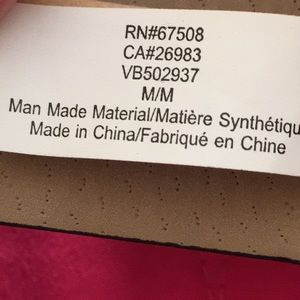 RN#67508
CA#26983
VB502937
M/M
Man Made Material/Matière Synthétiqu
Made in China/Fabriqué en Chine